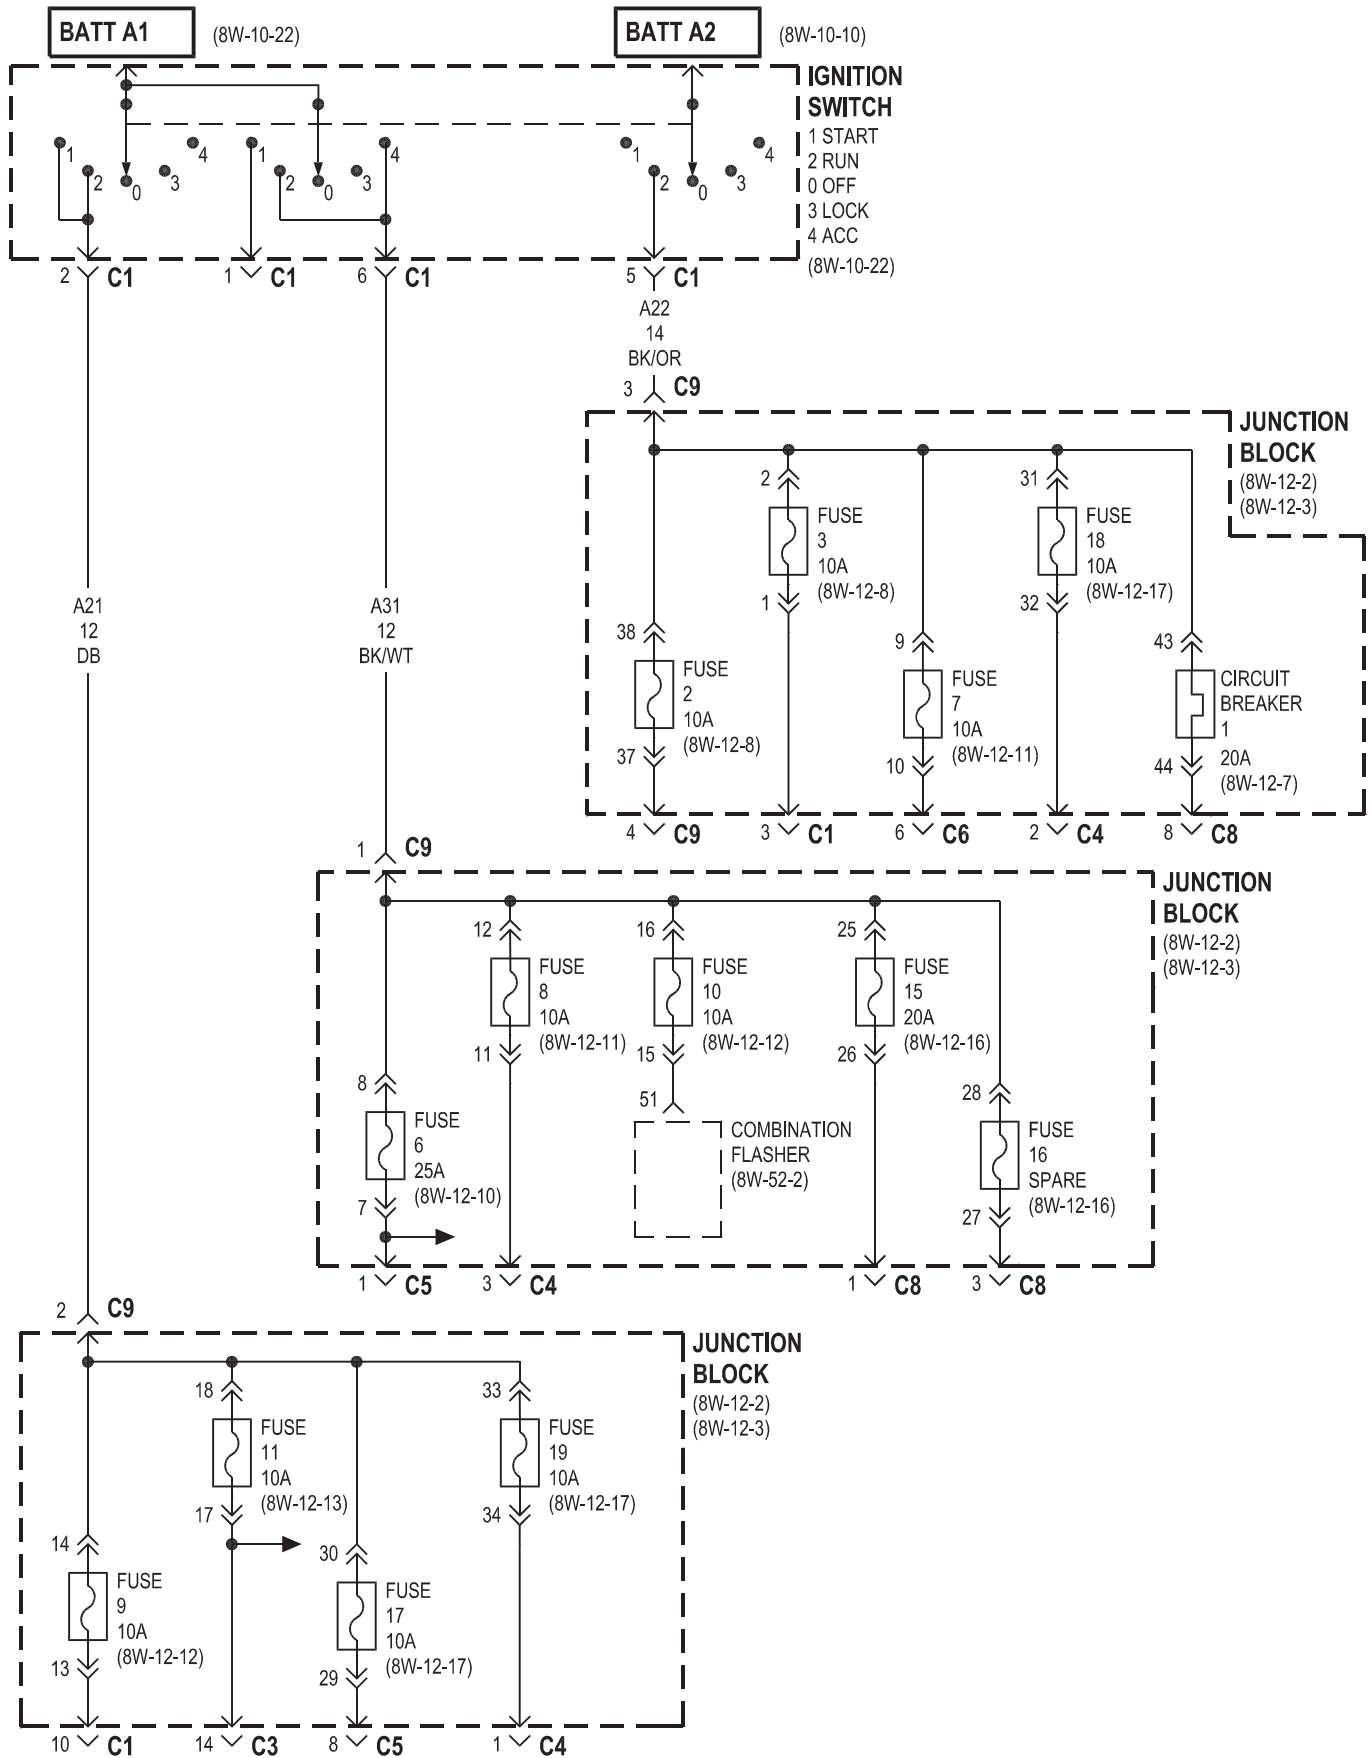 BATT A1 (8W-10-22)
BATT A2 (8W-10-10)
IGNITION
SWITCH
1 START
2 RUN
0 OFF
3 LOCK
4 ACC
(8W-10-22)
1 2 0 3 4
1 2 0 3 4
1 2 0 3 4
2 C1
1 C1
6 C1
5 C1
A22
14
BK/OR
3 C9
JUNCTION
BLOCK
(8W-12-2)
(8W-12-3)
38
FUSE
2
10A
(8W-12-8)
37
4 C9
2
FUSE
3
10A
(8W-12-8)
1
3 C1
9
FUSE
7
10A
(8W-12-11)
10
6 C6
31
FUSE
18
10A
(8W-12-17)
32
2 C4
43
CIRCUIT
BREAKER
1
20A
(8W-12-7)
44
8 C8
A21
12
DB
A31
12
BK/WT
1 C9
JUNCTION
BLOCK
(8W-12-2)
(8W-12-3)
8
FUSE
6
25A
(8W-12-10)
7
1 C5
12
FUSE
8
10A
(8W-12-11)
11
3 C4
16
FUSE
10
10A
(8W-12-12)
15
51
COMBINATION
FLASHER
(8W-52-2)
25
FUSE
15
20A
(8W-12-16)
26
1 C8
28
FUSE
16
SPARE
(8W-12-16)
27
3 C8
2 C9
JUNCTION
BLOCK
(8W-12-2)
(8W-12-3)
14
FUSE
9
10A
(8W-12-12)
13
10 C1
18
FUSE
11
10A
(8W-12-13)
17
14 C3
30
FUSE
17
10A
(8W-12-17)
29
8 C5
33
FUSE
19
10A
(8W-12-17)
34
1 C4